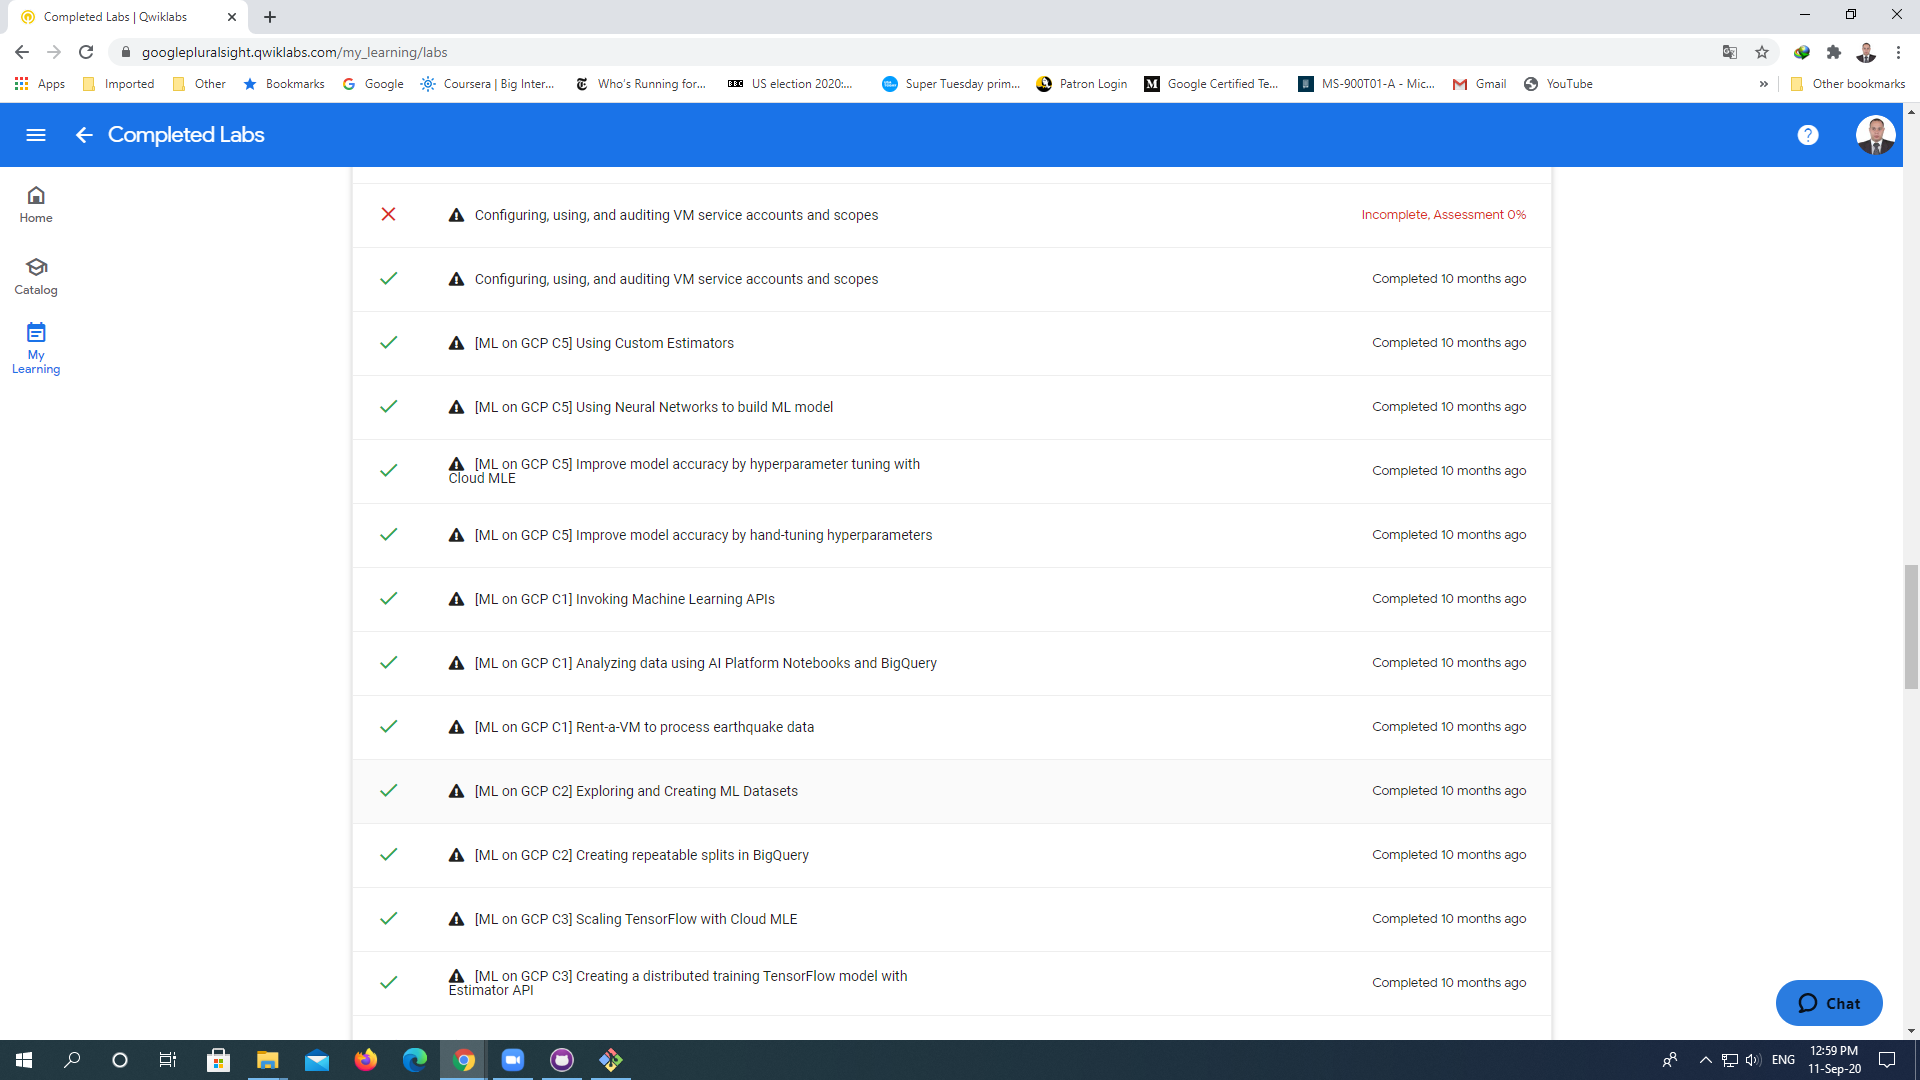 Completed Labs | Qwiklabs
googlepluralsight.qwiklabs.com/my_learning/labs
Apps Imported Other Bookmarks Google Coursera | Big Inter... Who's Running for... BBC US election 2020:... Super Tuesday prim... Patron Login Google Certified Te... MS-900T01-A - Mic... Gmail YouTube » Other bookmarks
Completed Labs
Home
Catalog
My
Learning
Configuring, using, and auditing VM service accounts and scopes Incomplete, Assessment 0%
Configuring, using, and auditing VM service accounts and scopes Completed 10 months ago
[ML on GCP C5] Using Custom Estimators Completed 10 months ago
[ML on GCP C5] Using Neural Networks to build ML model Completed 10 months ago
[ML on GCP C5] Improve model accuracy by hyperparameter tuning with
Cloud MLE
Completed 10 months ago
[ML on GCP C5] Improve model accuracy by hand-tuning hyperparameters Completed 10 months ago
[ML on GCP C1] Invoking Machine Learning APIs Completed 10 months ago
[ML on GCP C1] Analyzing data using AI Platform Notebooks and BigQuery Completed 10 months ago
[ML on GCP C1] Rent-a-VM to process earthquake data Completed 10 months ago
[ML on GCP C2] Exploring and Creating ML Datasets Completed 10 months ago
[ML on GCP C2] Creating repeatable splits in BigQuery Completed 10 months ago
[ML on GCP C3] Scaling TensorFlow with Cloud MLE Completed 10 months ago
[ML on GCP C3] Creating a distributed training TensorFlow model with
Estimator API
Completed 10 months ago
Chat
ENG
12:59 PM
11-Sep-20